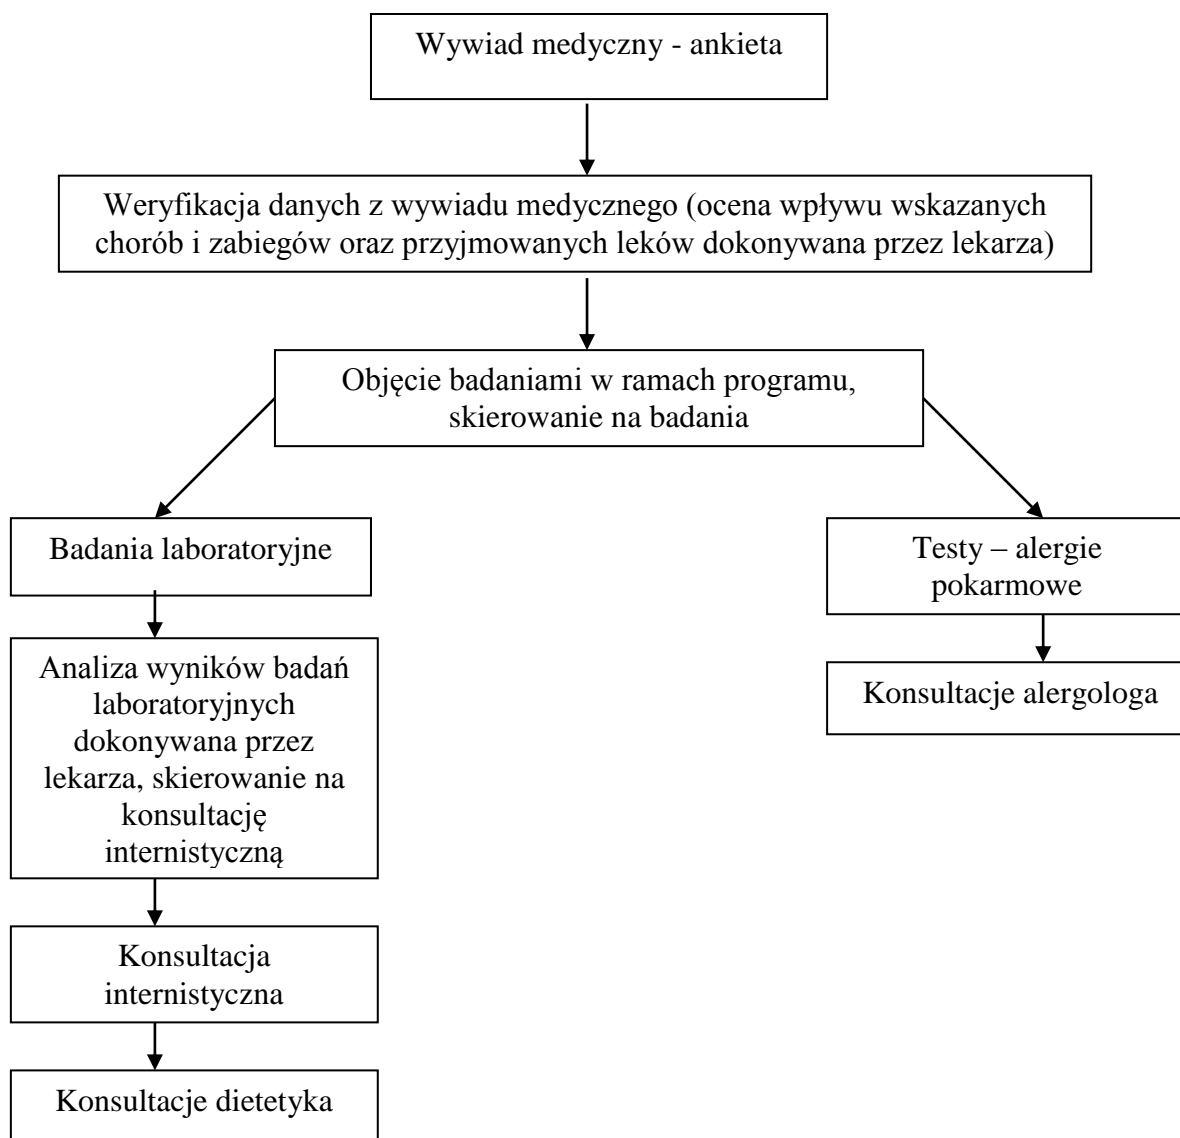 Wywiad medyczny - ankieta
Weryfikacja danych z wywiadu medycznego (ocena wpływu wskazanych
chorób i zabiegów oraz przyjmowanych leków dokonywana przez lekarza)
Objęcie badaniami w ramach programu,
skierowanie na badania
Badania laboratoryjne
Analiza wyników badań
laboratoryjnych
dokonywana przez
lekarza, skierowanie na
konsultację
internistyczną
Konsultacja
internistyczna
Konsultacje dietetyka
Testy – alergie
pokarmowe
Konsultacje alergologa